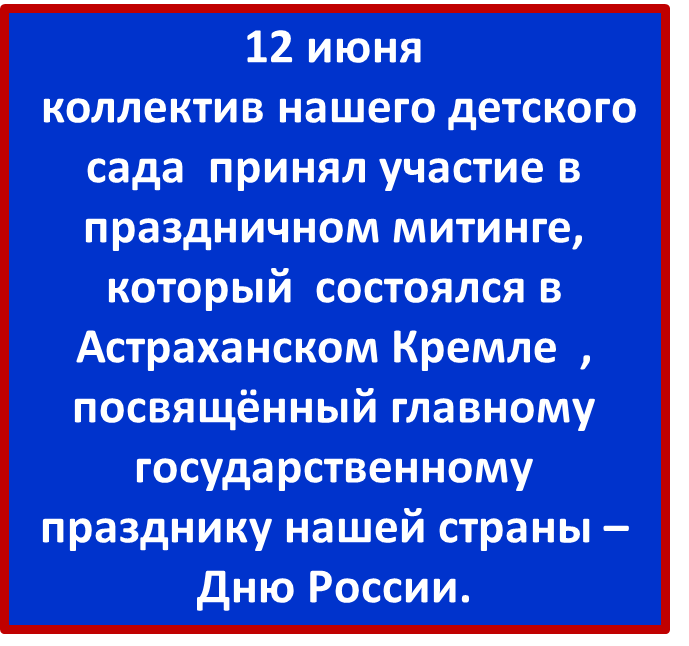 12 июня
коллектив нашего детского
сада  принял участие в
праздничном митинге,
который  состоялся в
Астраханском Кремле  ,
посвящённый главному
государственному
празднику нашей страны –
Дню России.